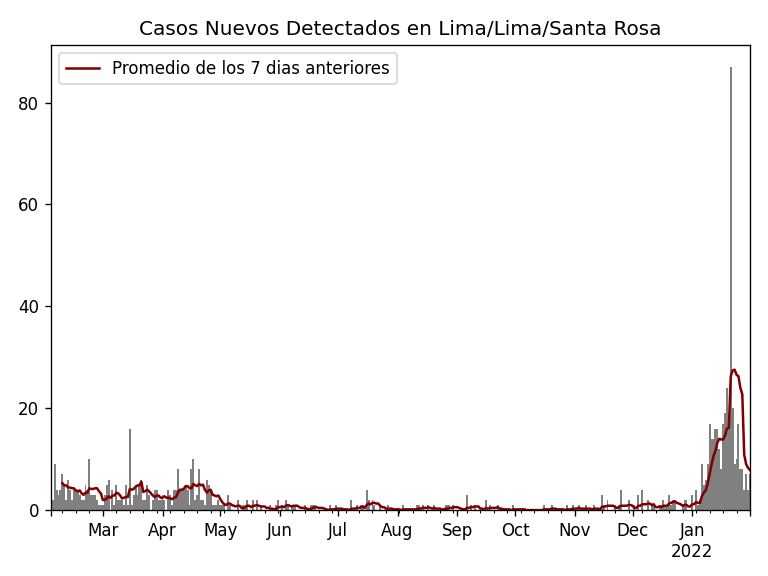 Casos Nuevos Detectados en Lima/Lima/Santa Rosa
Promedio de los 7 dias anteriores
80
60
40
20
0
Mar Apr May Jun Jul Aug Sep Oct Nov Dec Jan
2022